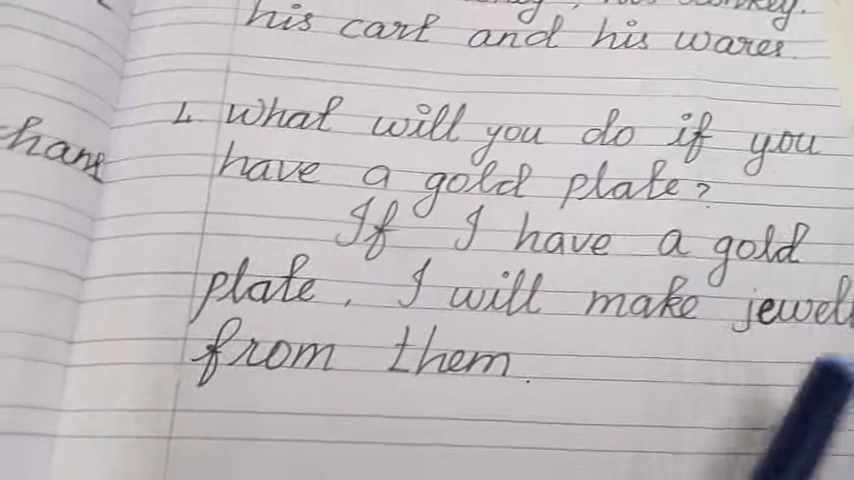 his cart and his wares.
4. What will you do if you
have a gold plate?
If I have a gold
plate, I will make jewel
from them.